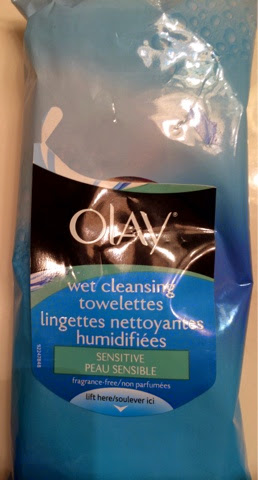 OLAY®
wet cleansing
towelettes
lingettes nettoyantes
humidifiées
SENSITIVE
PEAU SENSIBLE
fragrance-free/non parfumées
lift here/soulever ici